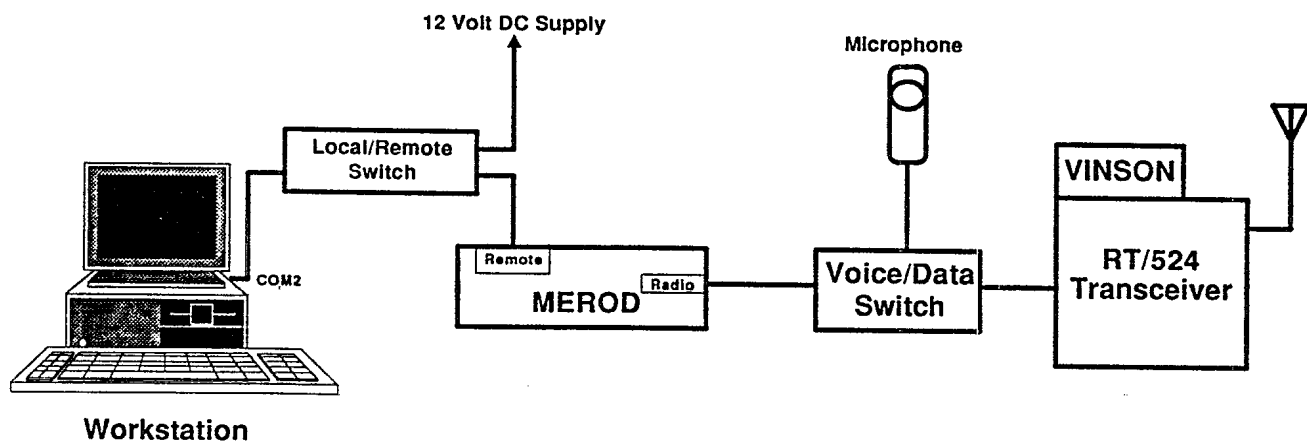 12 Volt DC Supply
Microphone
Local/Remote
Switch
VINSON
COM2
Remote
Radio
MEROD
Voice/Data
Switch
RT/524
Transceiver
Workstation